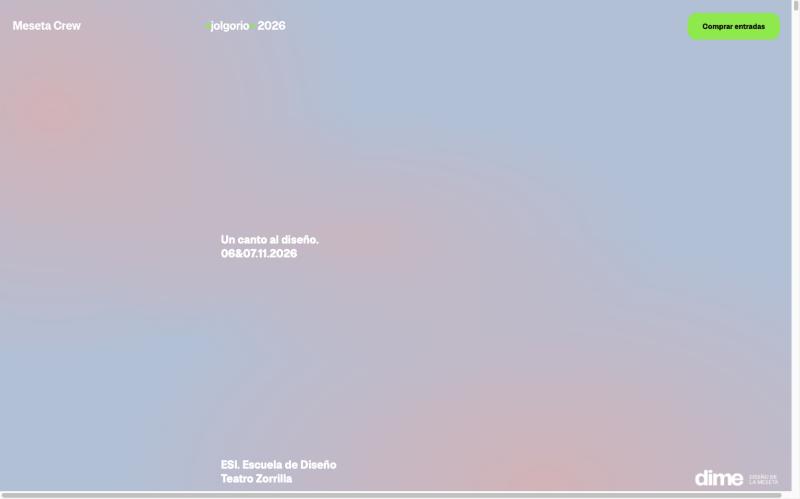 Meseta Crew
jolgorio 2026
Comprar entradas
Un canto al diseño.
06&07.11.2026
ESI. Escuela de Diseño
Teatro Zorrilla
dime
DISEÑO DE
LA MESETA